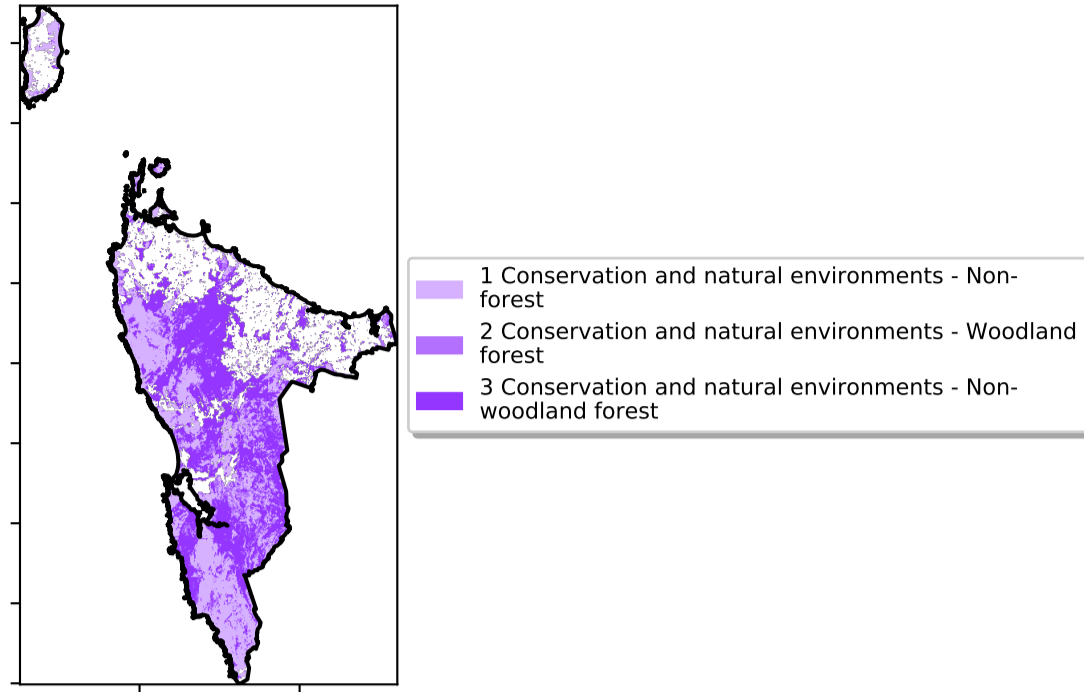 1 Conservation and natural environments - Non-
forest
2 Conservation and natural environments - Woodland
forest
3 Conservation and natural environments - Non-
woodland forest